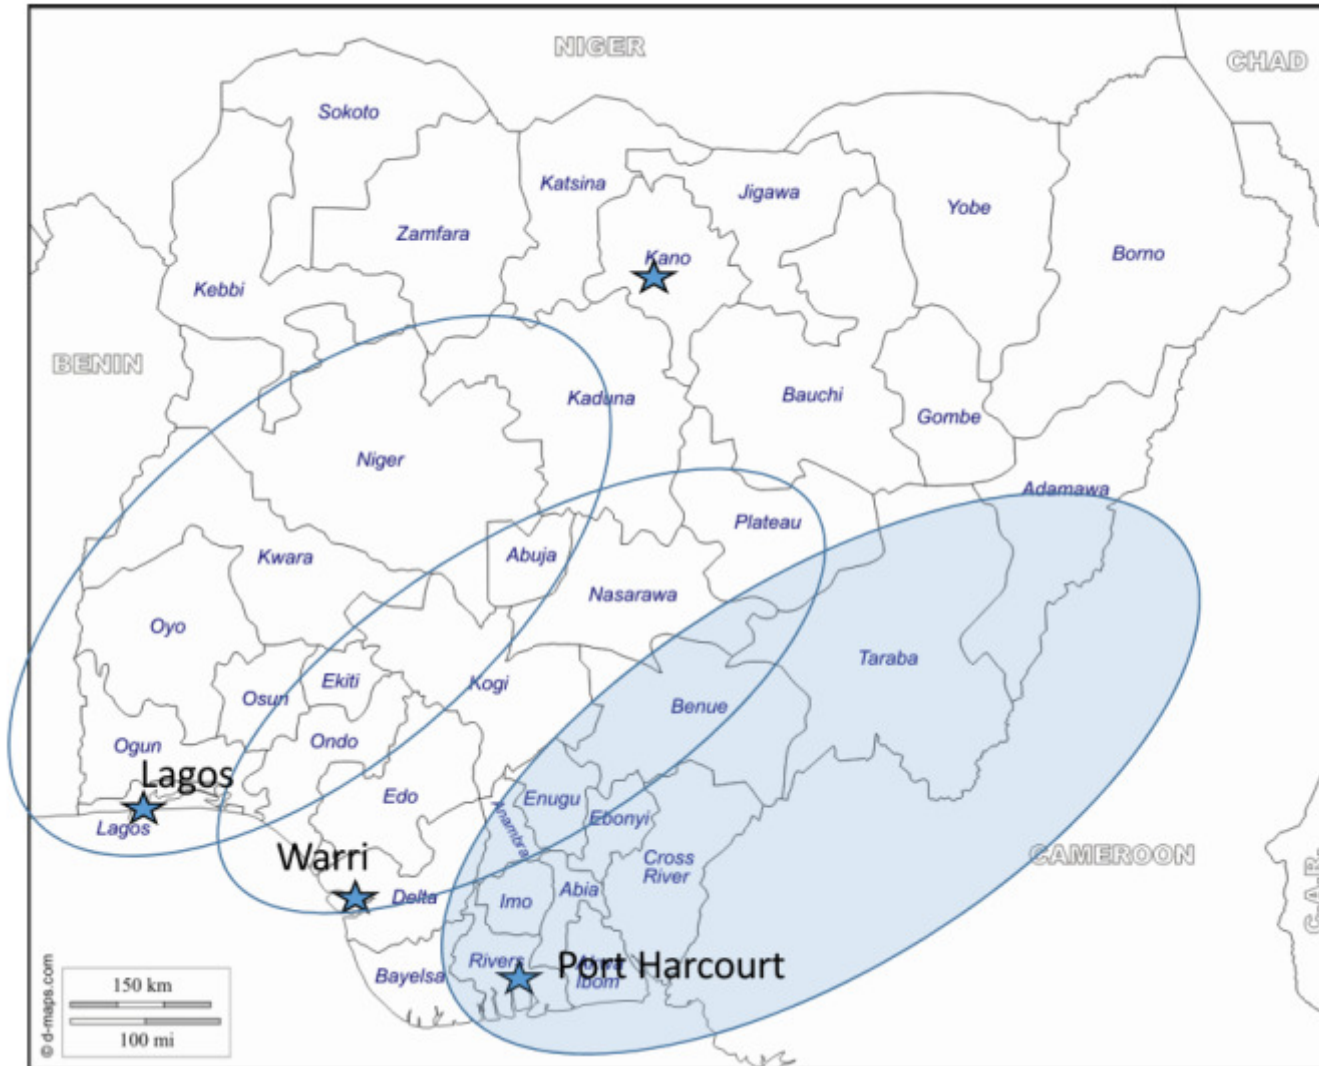 NIGER
CHAD
Sokoto
Katsina
Jigawa
Yobe
Zamfara
Kano
Borno
Kebbi
BENIN
Kaduna
Bauchi
Gombe
Niger
Adamawa
Plateau
Kwara
Abuja
Nasarawa
Oyo
Taraba
Ekiti
Osun
Kogi
Benue
Ogun
Ondo
Lagos
Edo
Enugu
Ebonyi
Anambra
Lagos
Warri
Cross
River
CAMEROON
Delta
Imo
Abia
C.A.R.
Rivers
Port Harcourt
Bayelsa
Ibom
150 km
100 mi
© d-maps.com